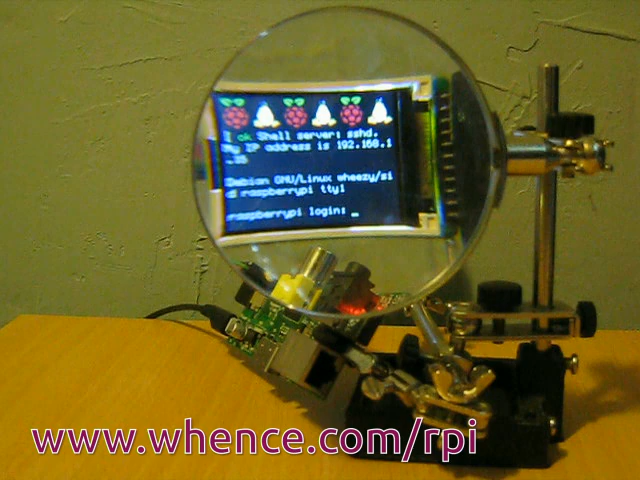 [ ok Shell server: sshd.
My IP address is 192.168.1
.35
Debian GNU/Linux wheezy/si
d raspberrypi tty1
raspberrypi login: _
www.whence.com/rpi